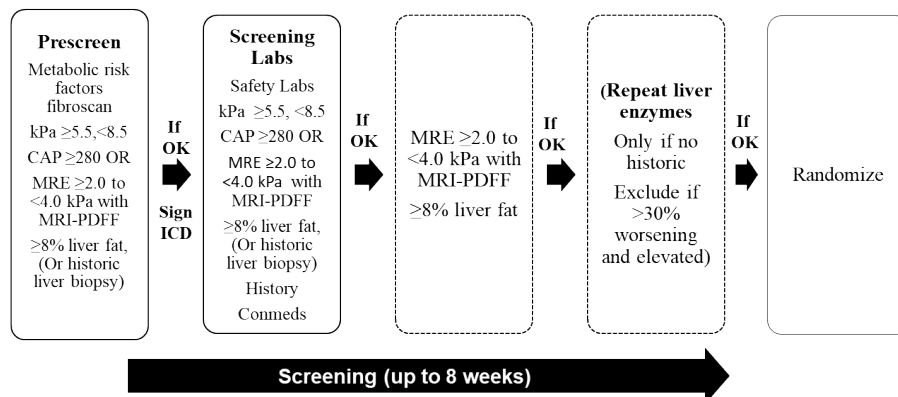 Prescreen
Metabolic risk
factors
fibroscan
kPa ≥5.5,<8.5
CAP ≥280 OR
MRE ≥2.0 to
<4.0 kPa with
MRI-PDFF
≥8% liver fat,
(Or historic
liver biopsy)
If
OK
Sign
ICD
Screening
Labs
Safety Labs
kPa ≥5.5, <8.5
CAP ≥280 OR
MRE ≥2.0 to
<4.0 kPa with
MRI-PDFF
≥8% liver fat,
(Or historic
liver biopsy)
History
Conmeds
If
OK
MRE ≥2.0 to
<4.0 kPa with
MRI-PDFF
≥8% liver fat
If
OK
(Repeat liver
enzymes
Only if no
historic
Exclude if
>30%
worsening
and elevated)
If
OK
Randomize
Screening (up to 8 weeks)